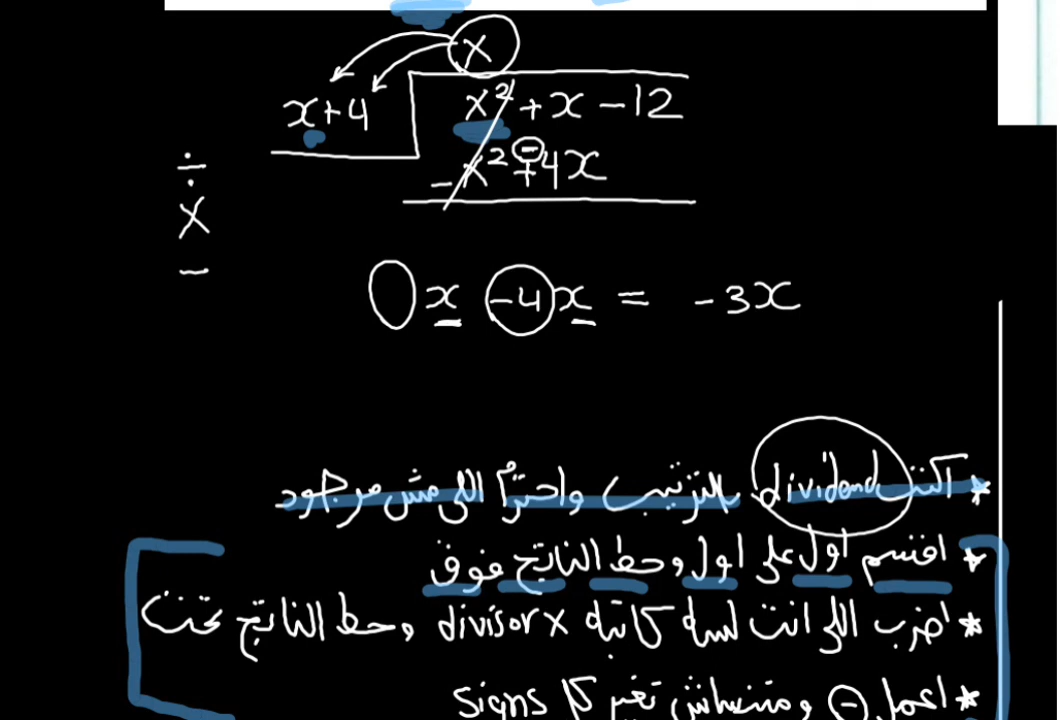 x
x+4 x²+x-12
÷ -x²+4x
x
- 0x -4x = -3x
* اكتب dividend بالترتيب واحترم اللي مش موجود
* اقسم اول على اول وحط الناتج فوق
* اضرب اللي انت لسه كاتبه x divisor وحط الناتج تحت
* اعمل - ومتنساش تغير كل signs